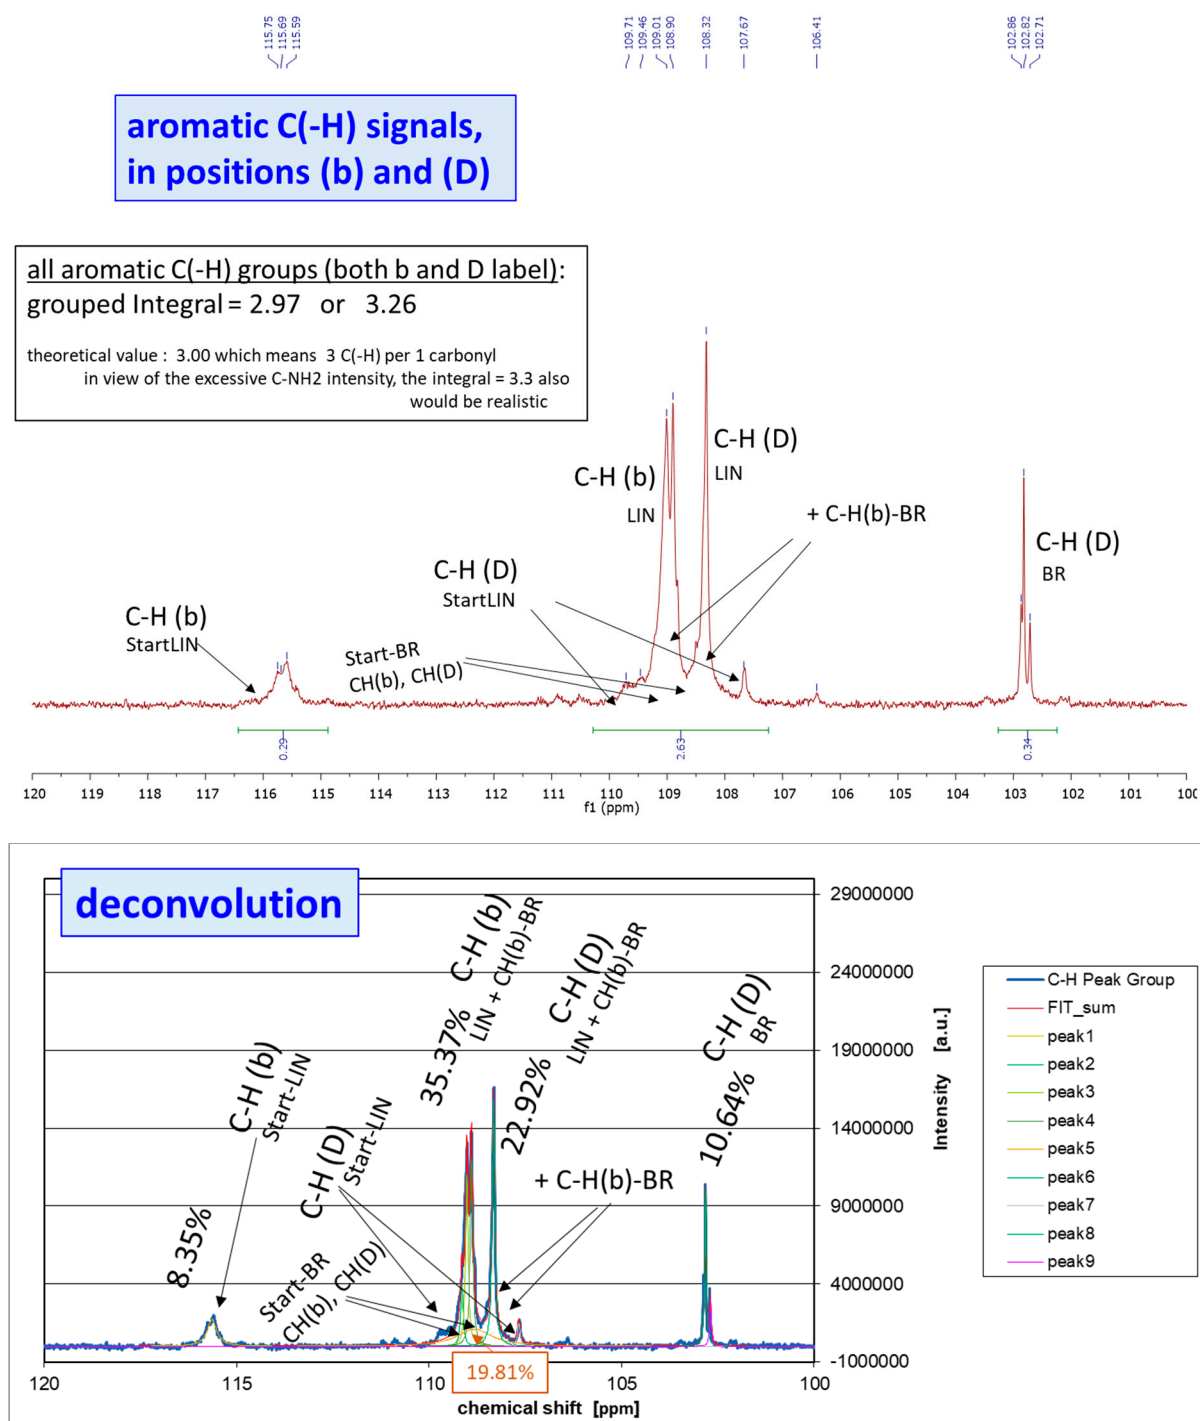 115.75
115.69
115.59
109.71
109.46
109.01
108.90
108.32
107.67
106.41
102.86
102.82
102.71
aromatic C(-H) signals,
in positions (b) and (D)
all aromatic C(-H) groups (both b and D label):
grouped Integral = 2.97 or 3.26
theoretical value : 3.00 which means 3 C(-H) per 1 carbonyl
in view of the excessive C-NH2 intensity, the integral = 3.3 also
would be realistic
C-H (b)
LIN
C-H (D)
LIN
+ C-H(b)-BR
C-H (D)
StartLIN
C-H (D)
BR
C-H (b)
StartLIN
Start-BR
CH(b), CH(D)
0.29
2.63
0.34
120 119 118 117 116 115 114 113 112 111 110 109 108 107 106 105 104 103 102 101 100
f1 (ppm)
deconvolution
C-H (b)
LIN + CH(b)-BR
35.37%
C-H (D)
LIN + CH(b)-BR
22.92%
C-H (D)
BR
10.64%
C-H (b)
Start-LIN
8.35%
C-H (D)
Start-LIN
+ C-H(b)-BR
Start-BR
CH(b), CH(D)
19.81%
29000000
24000000
19000000
14000000
9000000
4000000
-1000000
Intensity [a.u.]
120 115 110 105 100
chemical shift [ppm]
C-H Peak Group
FIT_sum
peak1
peak2
peak3
peak4
peak5
peak6
peak7
peak8
peak9